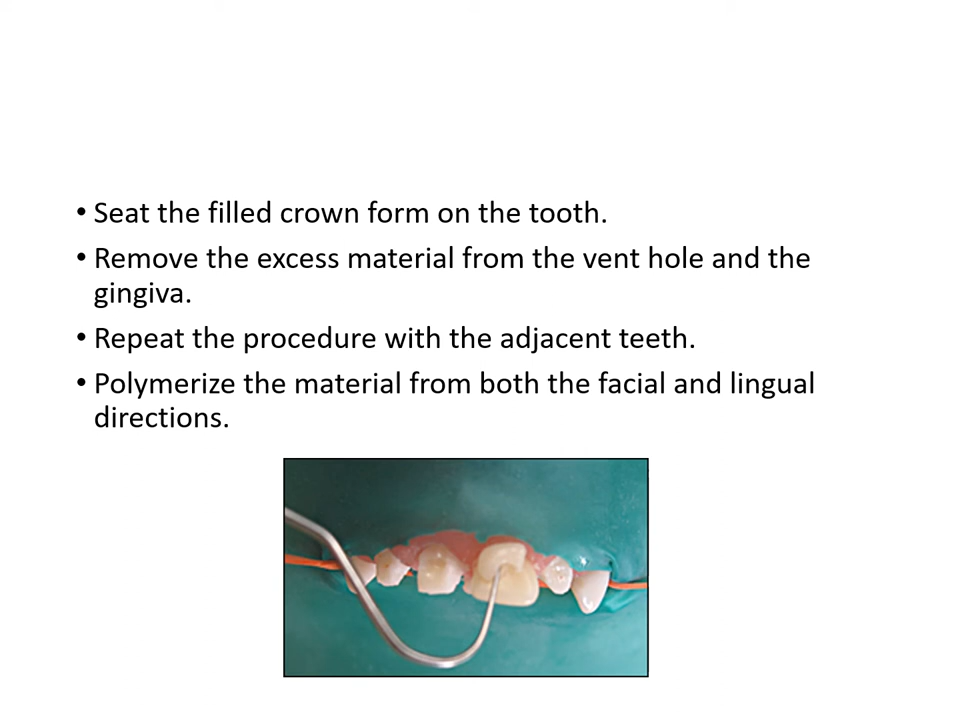 • Seat the filled crown form on the tooth.
• Remove the excess material from the vent hole and the
gingiva.
• Repeat the procedure with the adjacent teeth.
• Polymerize the material from both the facial and lingual
directions.